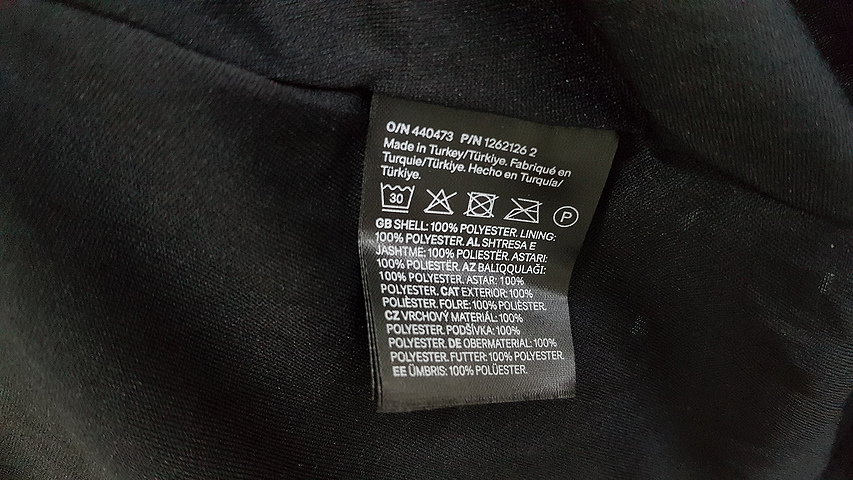 O/N 440473 P/N 1262126 2
Made in Turkey/Türkiye. Fabriqué en
Turquie/Türkiye. Hecho en Turquía/
Türkiye.
30
P
GB SHELL: 100% POLYESTER. LINING:
100% POLYESTER. AL SHTRESA E
JASHTME: 100% POLIESTËR. ASTARI:
100% POLIESTËR. AZ BALIQQULAĞI:
100% POLYESTER. ASTAR: 100%
POLYESTER. CAT EXTERIOR: 100%
POLIÈSTER. FOLRE: 100% POLIÈSTER.
CZ VRCHOVÝ MATERIÁL: 100%
POLYESTER. PODŠÍVKA: 100%
POLYESTER. DE OBERMATERIAL: 100%
POLYESTER. FUTTER: 100% POLYESTER.
EE ÜMBRIS: 100% POLÜESTER.